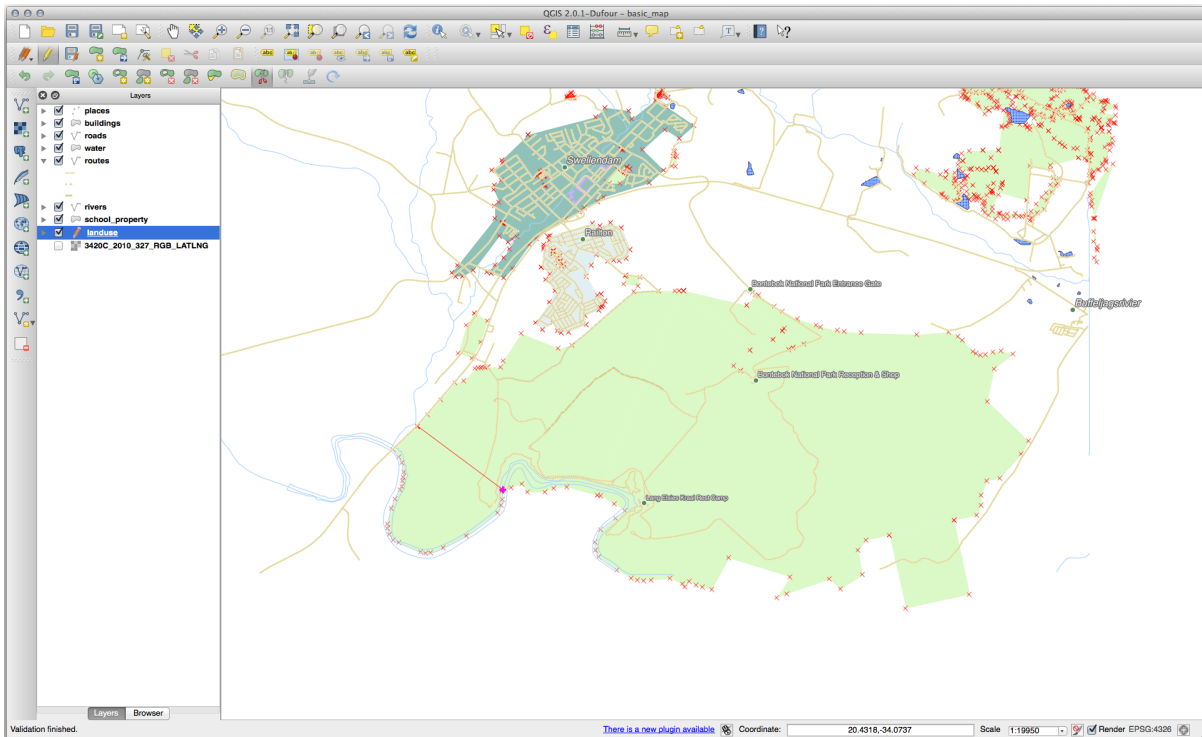 QGIS 2.0.1-Dufour - basic_map
Layers
places
buildings
roads
water
routes
rivers
school_property
landuse
3420C_2010_327_RGB_LATLNG
Swellendam
Railton
Bontebok National Park Entrance Gate
Buffeljagsrivier
Bontebok National Park Reception & Shop
Lang Elsies Kraal Rest Camp
Layers Browser
Validation finished.
There is a new plugin available
Coordinate: 20.4318,-34.0737
Scale 1:19950
Render EPSG:4326